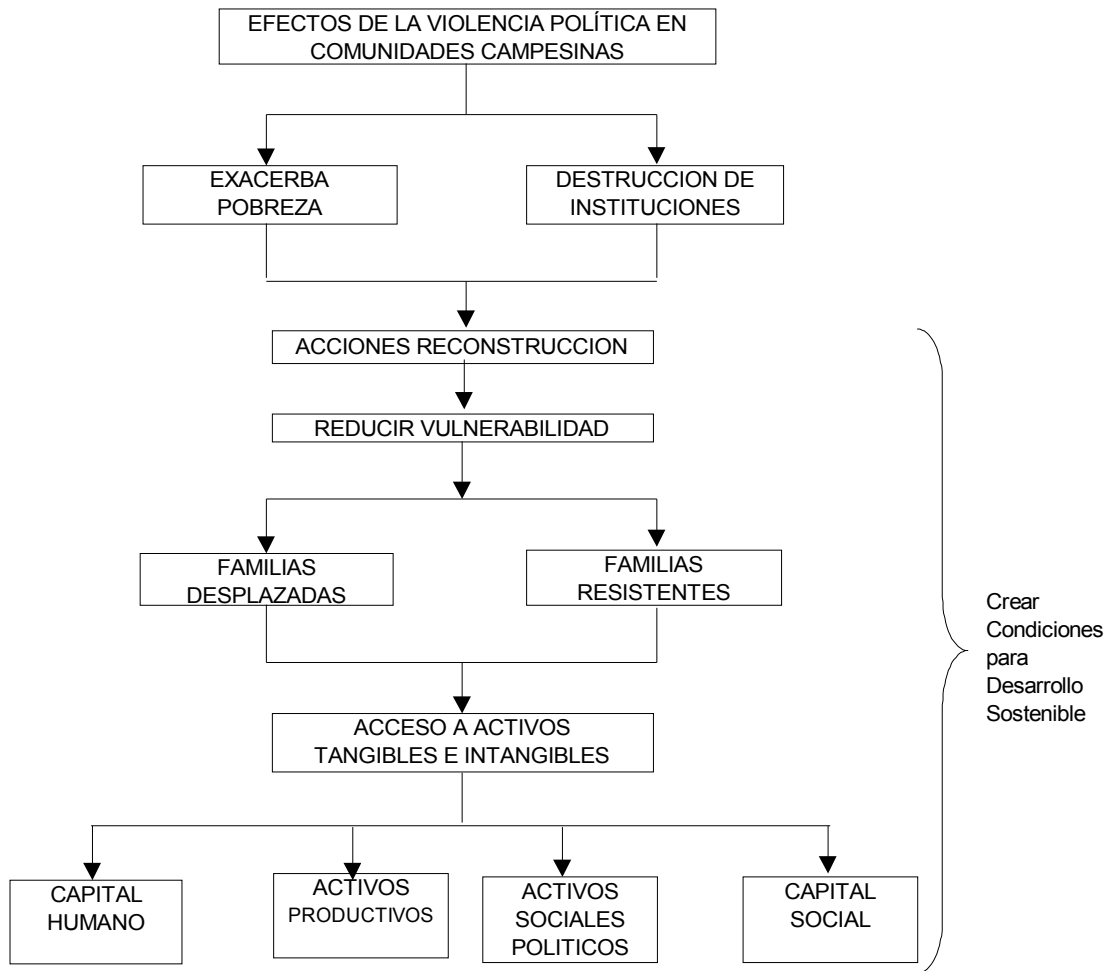 EFECTOS DE LA VIOLENCIA POLÍTICA EN
COMUNIDADES CAMPESINAS
EXACERBA
POBREZA
DESTRUCCION DE
INSTITUCIONES
ACCIONES RECONSTRUCCION
REDUCIR VULNERABILIDAD
FAMILIAS
DESPLAZADAS
FAMILIAS
RESISTENTES
Crear
Condiciones
para
Desarrollo
Sostenible
ACCESO A ACTIVOS
TANGIBLES E INTANGIBLES
CAPITAL
HUMANO
ACTIVOS
PRODUCTIVOS
ACTIVOS
SOCIALES
POLITICOS
CAPITAL
SOCIAL